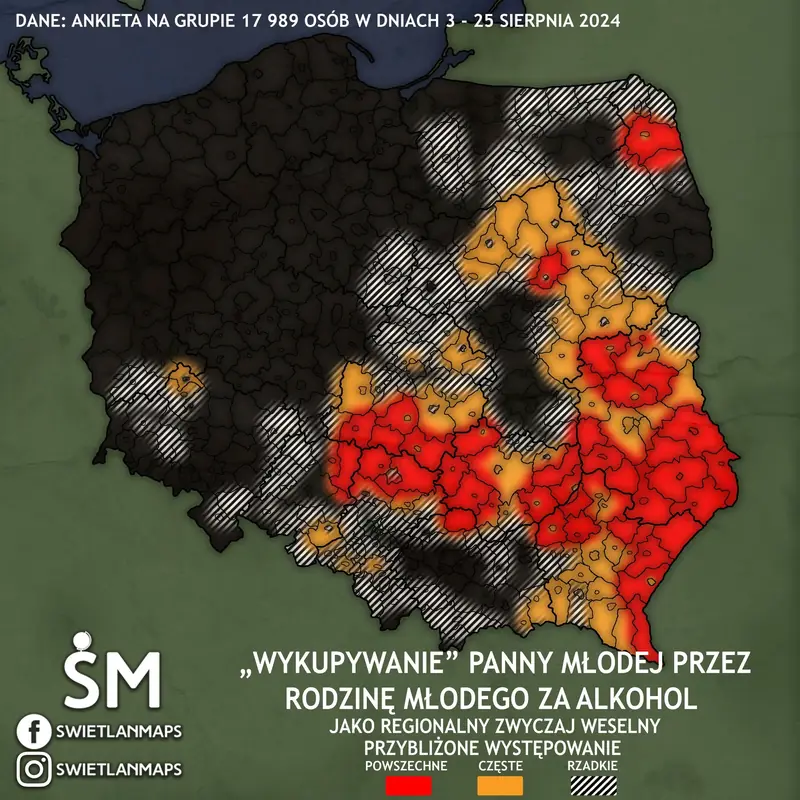 DANE: ANKIETA NA GRUPIE 17 989 OSÓB W DNIACH 3 - 25 SIERPNIA 2024
„WYKUPYWANIE” PANNY MŁODEJ PRZEZ
RODZINĘ MŁODEGO ZA ALKOHOL
JAKO REGIONALNY ZWYCZAJ WESELNY
PRZYBLIŻONE WYSTĘPOWANIE
POWSZECHNE CZĘSTE RZADKIE
ŚM
SWIETLANMAPS
SWIETLANMAPS